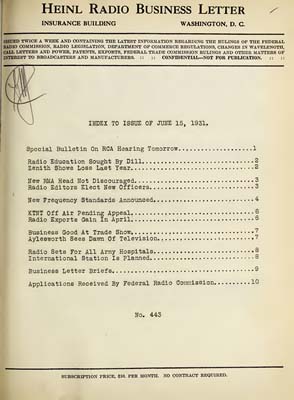 HEINL RADIO BUSINESS LETTER
INSURANCE BUILDING WASHINGTON, D. C.
ISSUED TWICE A WEEK AND CONTAINING THE LATEST INFORMATION REGARDING THE RULINGS OF THE FEDERAL
RADIO COMMISSION, RADIO LEGISLATION, DEPARTMENT OF COMMERCE REGULATIONS, CHANGES IN WAVELENGTH,
CALL LETTERS AND POWER, PATENTS, EXPORTS, FEDERAL TRADE COMMISSION RULINGS AND OTHER MATTERS OF
INTEREST TO BROADCASTERS AND MANUFACTURERS. :: :: CONFIDENTIAL—NOT FOR PUBLICATION. :: ::
INDEX TO ISSUE OF JUNE 15, 1931.
Special Bulletin On RCA Hearing Tomorrow....................1
Radio Education Sought By Dill..............................2
Zenith Shows Loss Last Year.................................2
New RMA Head Not Discouraged................................3
Radio Editors Elect New Officers............................3
New Frequency Standards Announced...........................4
KTNT Off Air Pending Appeal.................................6
Radio Exports Gain In April.................................6
Business Good At Trade Show.................................7
Aylesworth Sees Dawn Of Television..........................7
Radio Sets For All Army Hospitals...........................8
International Station Is Planned............................8
Business Letter Briefs......................................9
Applications Received By Federal Radio Commission..........10
No. 443
SUBSCRIPTION PRICE, $10. PER MONTH. NO CONTRACT REQUIRED.